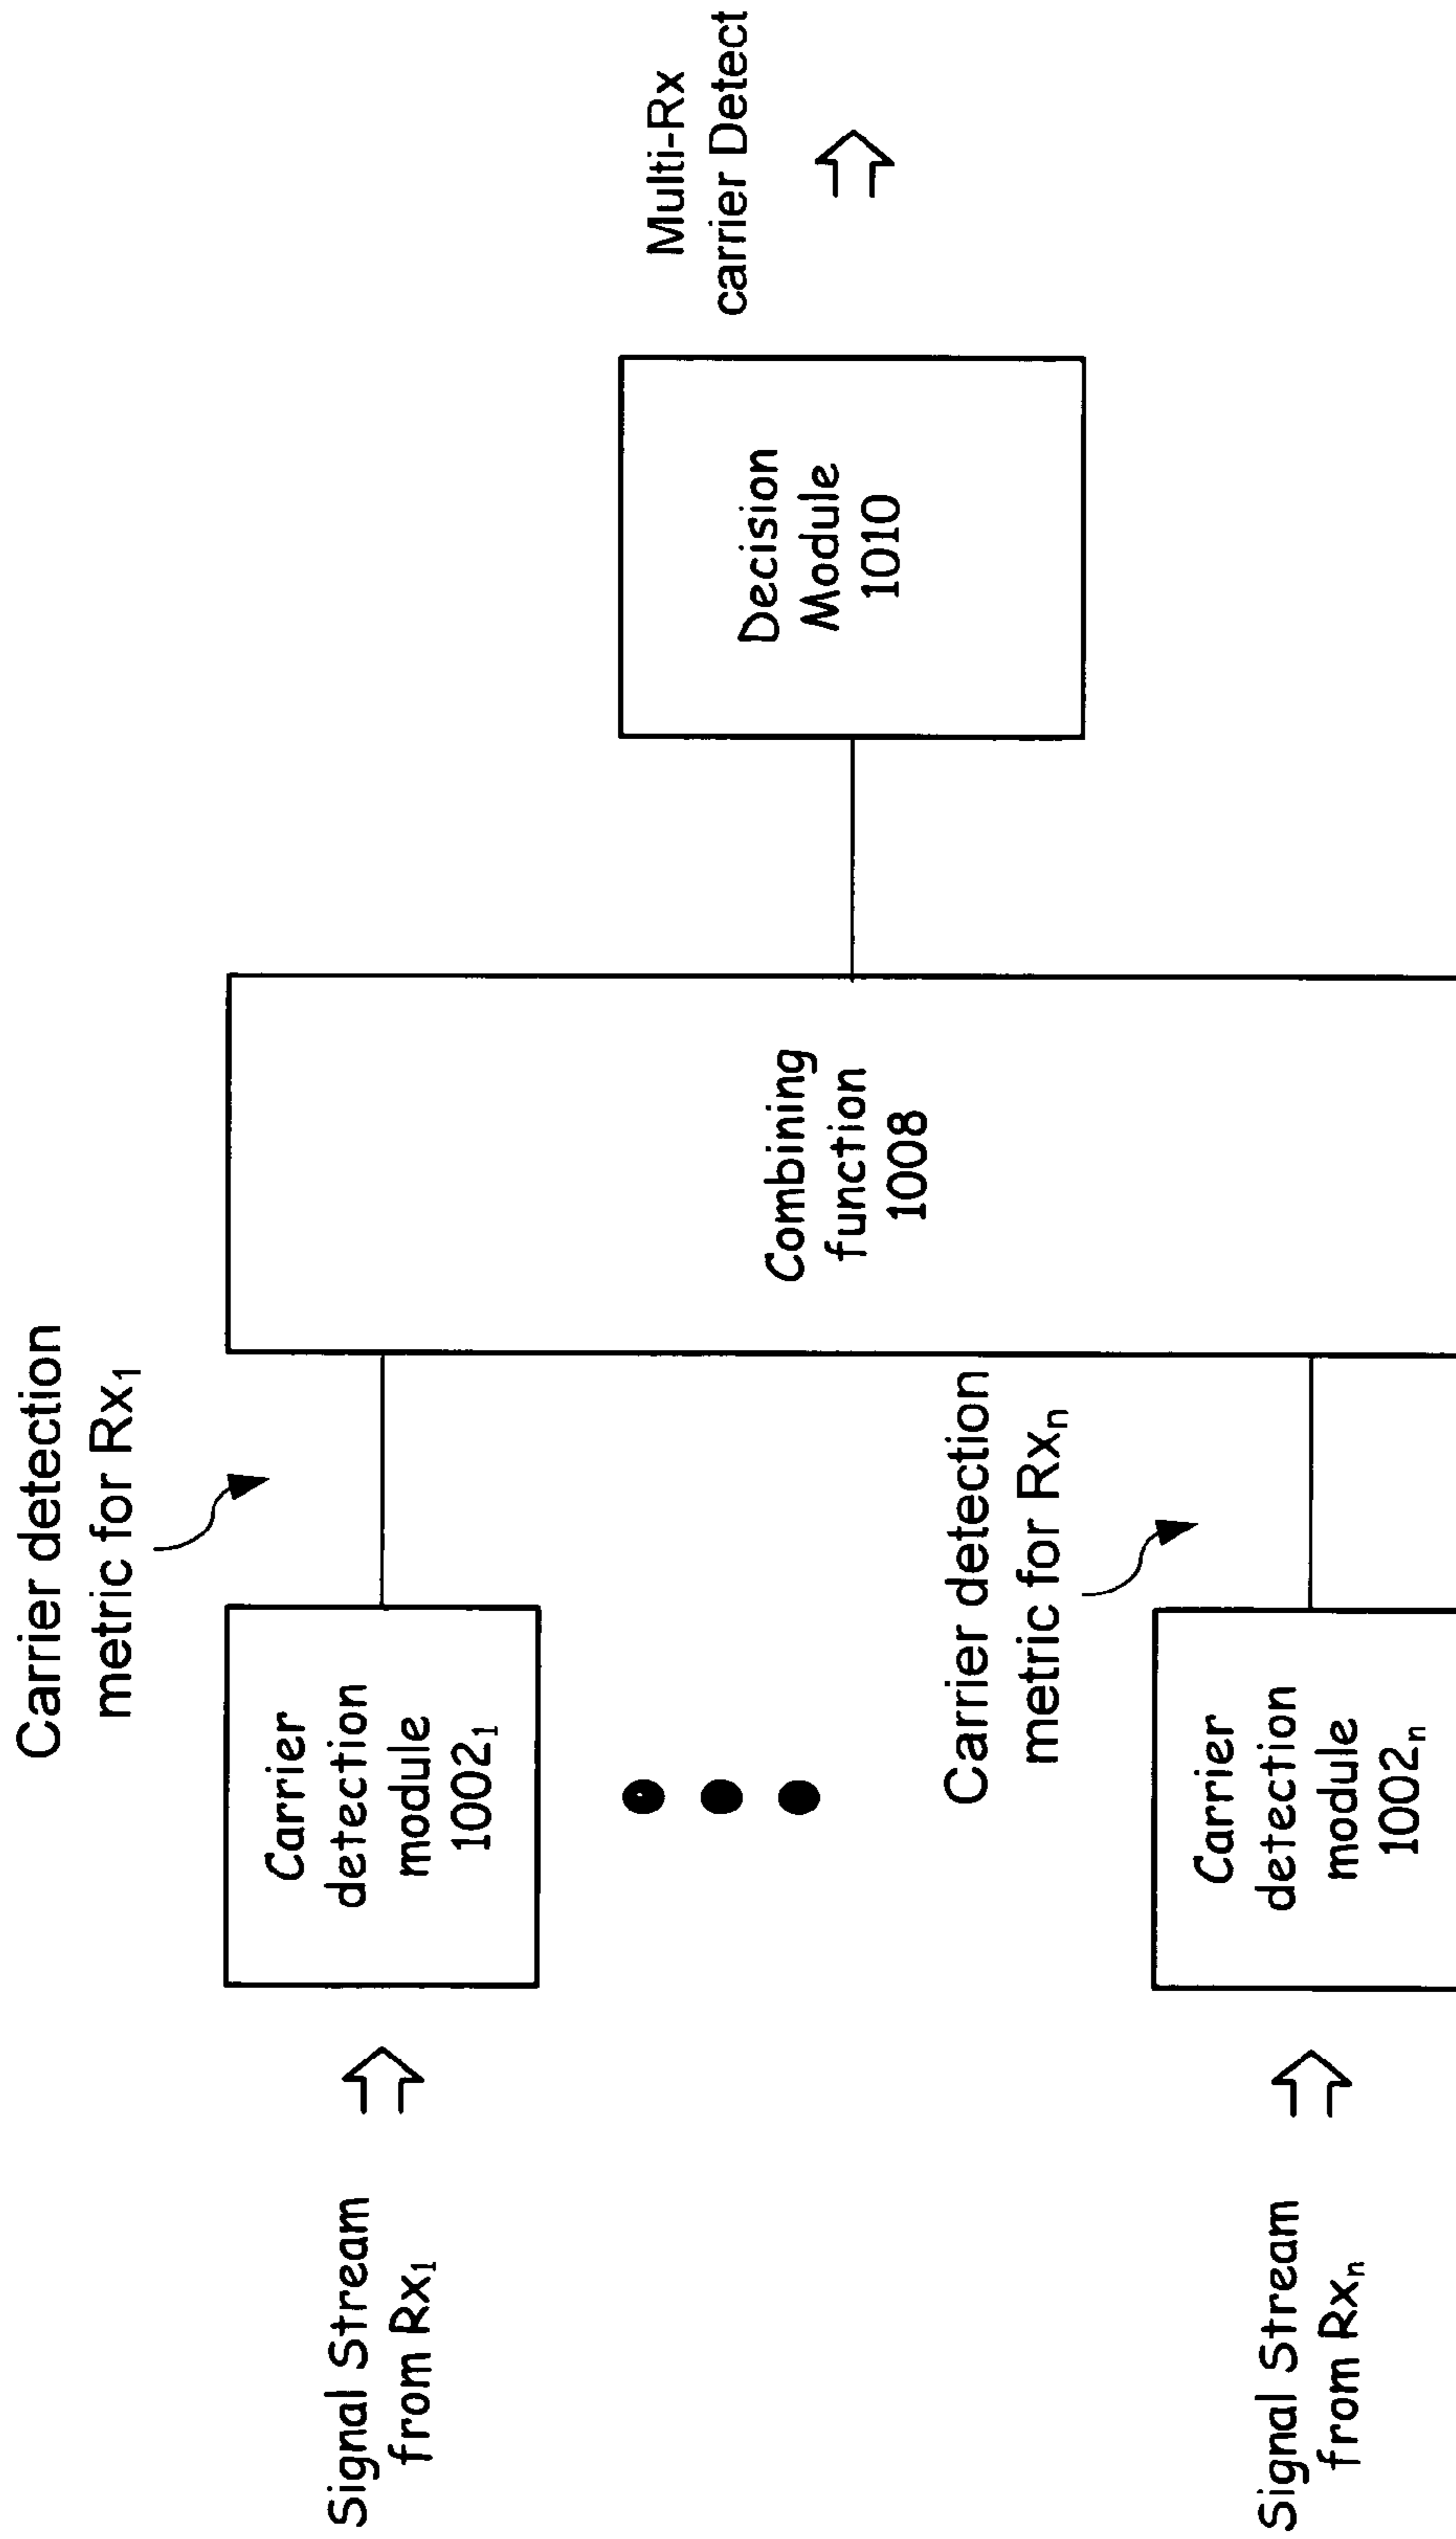 Signal Stream
from Rx₁
Carrier
detection
module
1002₁
Carrier detection
metric for Rx₁
Signal Stream
from Rxₙ
Carrier
detection
module
1002ₙ
Carrier detection
metric for Rxₙ
Combining
function
1008
Decision
Module
1010
Multi-Rx
carrier Detect